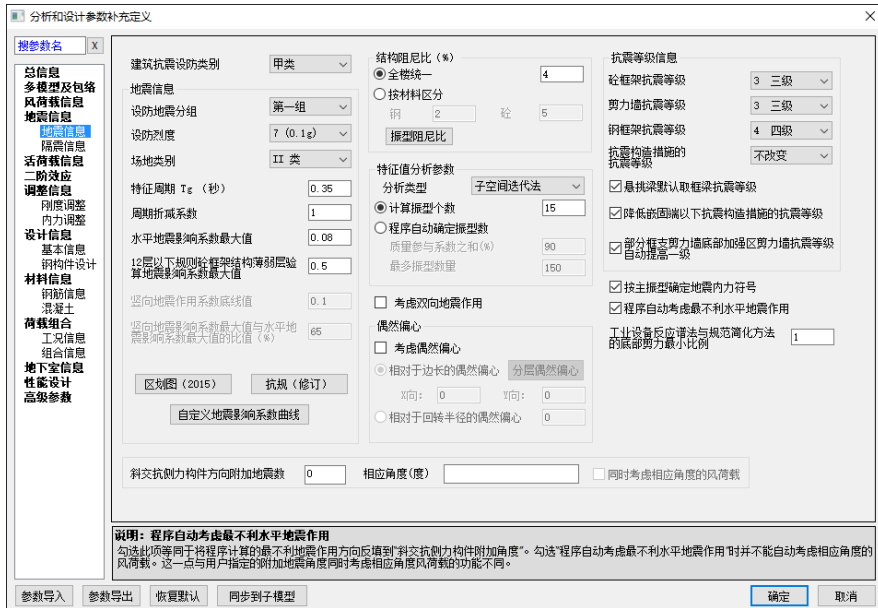 分析和设计参数补充定义
搜参数名 X
总信息
多模型及包络
风荷载信息
地震信息
地震信息
隔震信息
活荷载信息
二阶效应
调整信息
刚度调整
内力调整
设计信息
基本信息
钢构件设计
材料信息
钢筋信息
混凝土
荷载组合
工况信息
组合信息
地下室信息
性能设计
高级参数
建筑抗震设防类别 甲类
地震信息
设防地震分组 第一组
设防烈度 7 (0.1g)
场地类别 II 类
特征周期 Tg （秒） 0.35
周期折减系数 1
水平地震影响系数最大值 0.08
12层以下规则砼框架结构薄弱层验
算地震影响系数最大值 0.5
竖向地震作用系数底线值 0.1
竖向地震影响系数最大值与水平地
震影响系数最大值的比值（%） 65
区划图（2015） 抗规（修订）
自定义地震影响系数曲线
结构阻尼比（%）
全楼统一 4
按材料区分
钢 2 砼 5
振型阻尼比
特征值分析参数
分析类型 子空间迭代法
计算振型个数 15
程序自动确定振型数
质量参与系数之和(%) 90
最多振型数量 150
考虑双向地震作用
偶然偏心
考虑偶然偏心
相对于边长的偶然偏心 分层偶然偏心
X向: 0 Y向: 0
相对于回转半径的偶然偏心 0
抗震等级信息
砼框架抗震等级 3 三级
剪力墙抗震等级 3 三级
钢框架抗震等级 4 四级
抗震构造措施的
抗震等级 不改变
悬挑梁默认取框梁抗震等级
降低嵌固端以下抗震构造措施的抗震等级
部分框支剪力墙底部加强区剪力墙抗震等级
自动提高一级
按主振型确定地震内力符号
程序自动考虑最不利水平地震作用
工业设备反应谱法与规范简化方法
的底部剪力最小比例 1
斜交抗侧力构件方向附加地震数 0 相应角度(度) 同时考虑相应角度的风荷载
说明：程序自动考虑最不利水平地震作用
勾选此项等同于将程序计算的最不利地震作用方向反填到"斜交抗侧力构件附加角度"。勾选"程序自动考虑最不利水平地震作用"时并不能自动考虑相应角度的
风荷载。这一点与用户指定的附加地震角度同时考虑相应角度风荷载的功能不同。
参数导入 参数导出 恢复默认 同步到子模型 确定 取消